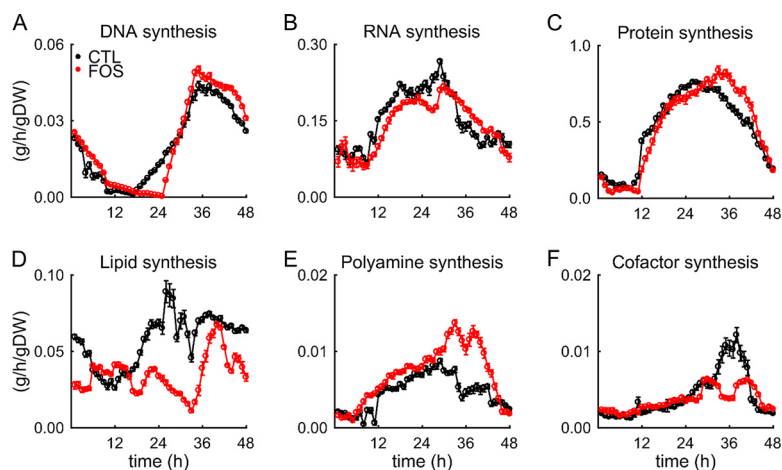 A DNA synthesis
B RNA synthesis
C Protein synthesis
CTL
FOS
(g/h/gDW)
0.06
0.03
0.00
12 24 36 48
0.30
0.15
0.00
12 24 36 48
1.0
0.5
0.0
12 24 36 48
D Lipid synthesis
E Polyamine synthesis
F Cofactor synthesis
(g/h/gDW)
0.10
0.05
0.00
12 24 36 48
time (h)
0.02
0.01
0.00
12 24 36 48
time (h)
0.02
0.01
0.00
12 24 36 48
time (h)